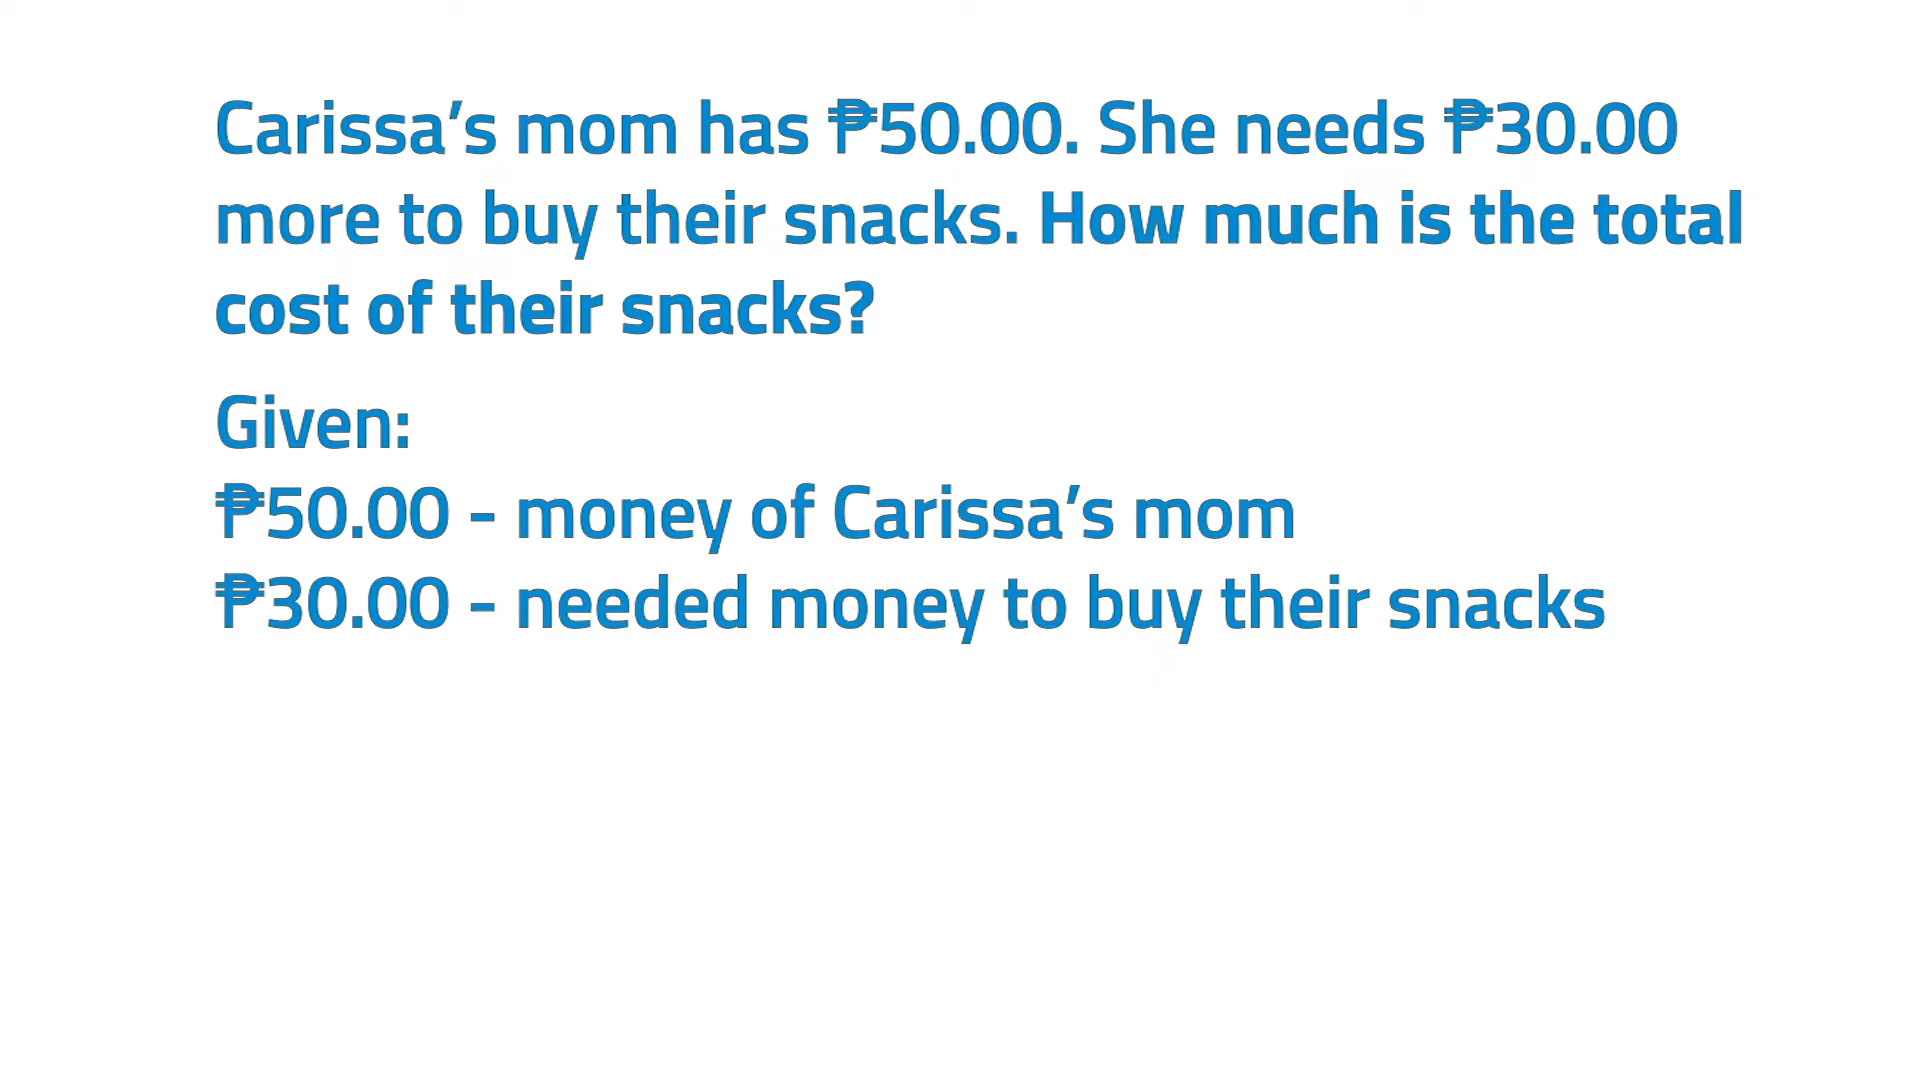 Carissa’s mom has ₱50.00. She needs ₱30.00
more to buy their snacks. How much is the total
cost of their snacks?
Given:
₱50.00 - money of Carissa’s mom
₱30.00 - needed money to buy their snacks